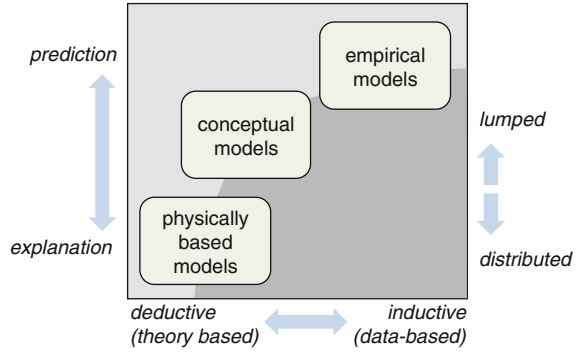 prediction
empirical
models
conceptual
models
lumped
physically
based
models
explanation
distributed
deductive
(theory based)
inductive
(data-based)